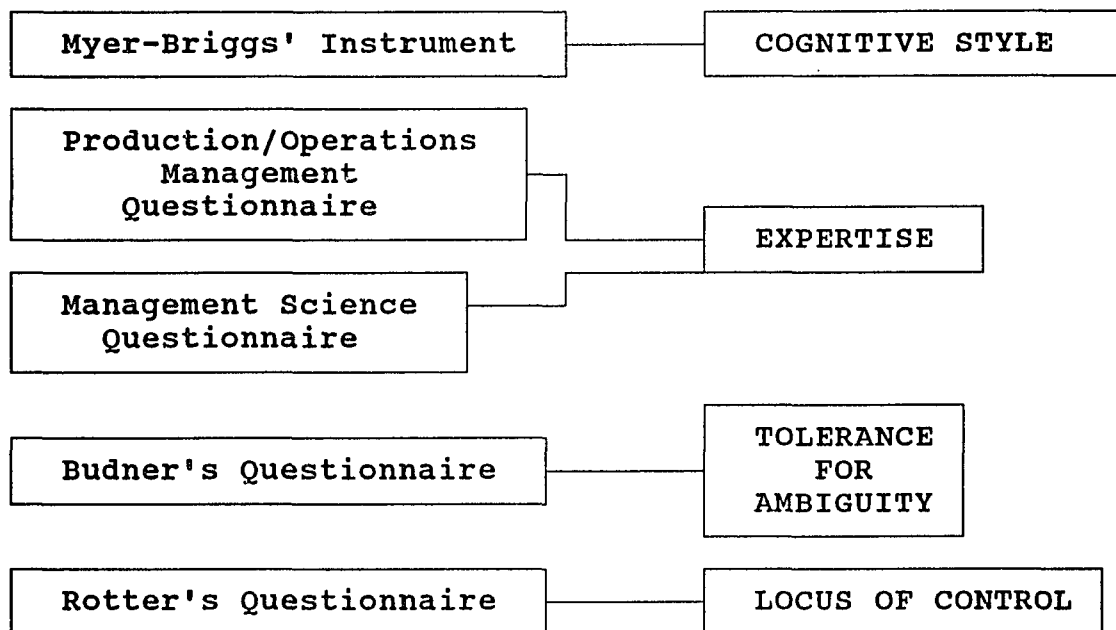 Myer-Briggs' Instrument
COGNITIVE STYLE
Production/Operations
Management
Questionnaire
EXPERTISE
Management Science
Questionnaire
TOLERANCE
FOR
AMBIGUITY
Budner's Questionnaire
Rotter's Questionnaire
LOCUS OF CONTROL